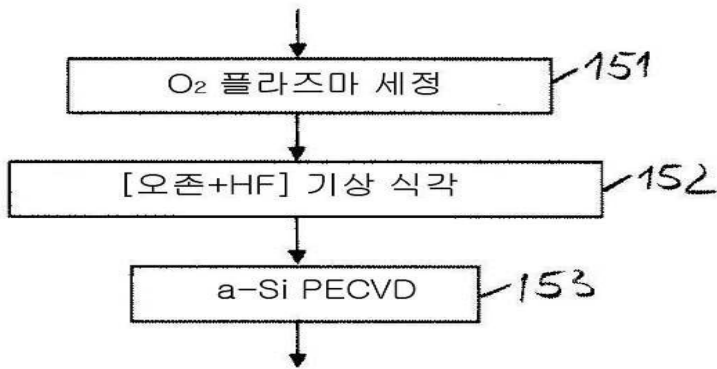 O₂ 플라즈마 세정
151
[오존+HF] 기상 식각
152
a-Si PECVD
153